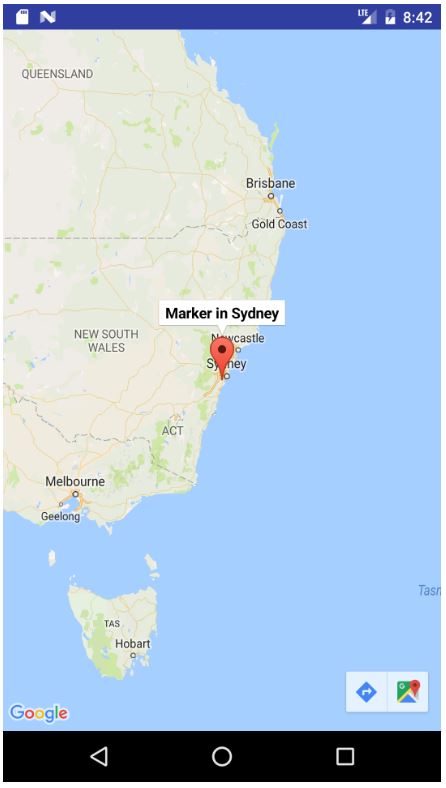 LTE 8:42
QUEENSLAND
Brisbane
Gold Coast
Marker in Sydney
NEW SOUTH
WALES
Newcastle
Sydney
ACT
Melbourne
Geelong
TAS
Hobart
Google